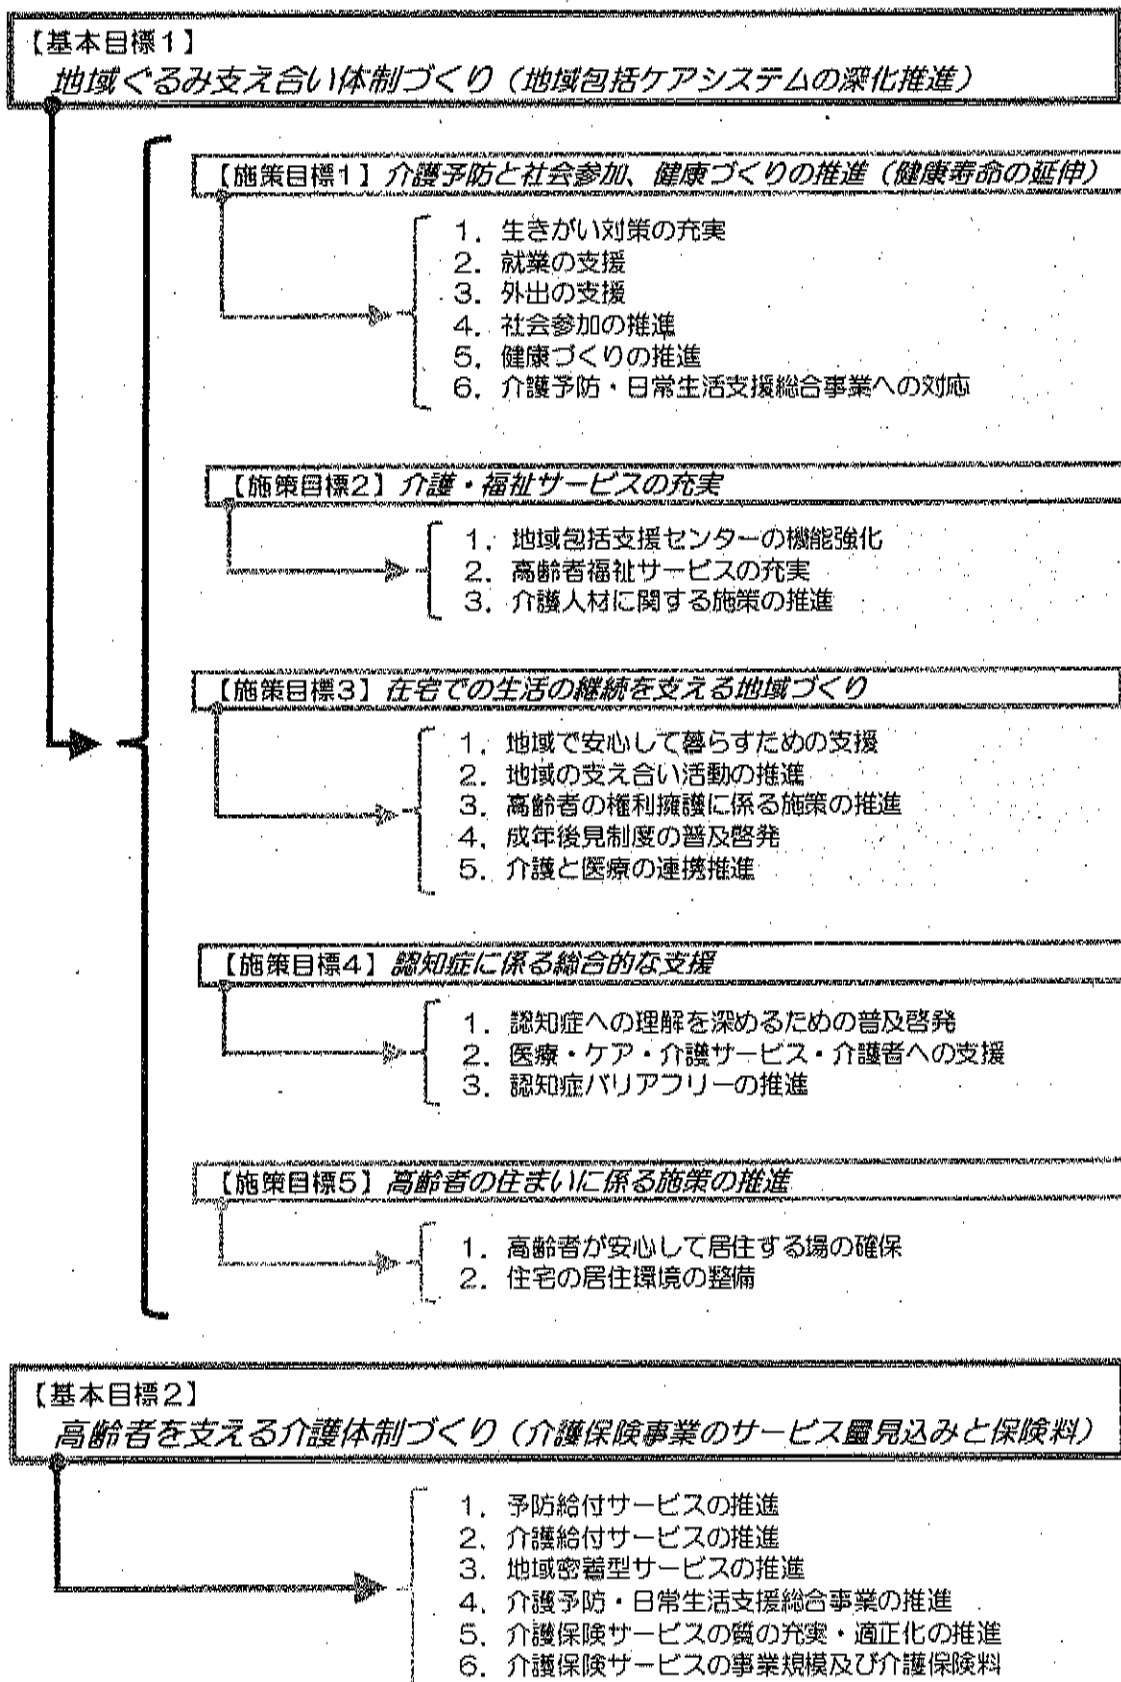 【基本目標1】
地域ぐるみ支え合い体制づくり（地域包括ケアシステムの深化推進）
【施策目標1】介護予防と社会参加、健康づくりの推進（健康寿命の延伸）
1．生きがい対策の充実
2．就業の支援
3．外出の支援
4．社会参加の推進
5．健康づくりの推進
6．介護予防・日常生活支援総合事業への対応
【施策目標2】介護・福祉サービスの充実
1．地域包括支援センターの機能強化
2．高齢者福祉サービスの充実
3．介護人材に関する施策の推進
【施策目標3】在宅での生活の継続を支える地域づくり
1．地域で安心して暮らすための支援
2．地域の支え合い活動の推進
3．高齢者の権利擁護に係る施策の推進
4．成年後見制度の普及啓発
5．介護と医療の連携推進
【施策目標4】認知症に係る総合的な支援
1．認知症への理解を深めるための普及啓発
2．医療・ケア・介護サービス・介護者への支援
3．認知症バリアフリーの推進
【施策目標5】高齢者の住まいに係る施策の推進
1．高齢者が安心して居住する場の確保
2．住宅の居住環境の整備
【基本目標2】
高齢者を支える介護体制づくり（介護保険事業のサービス量見込みと保険料）
1．予防給付サービスの推進
2．介護給付サービスの推進
3．地域密着型サービスの推進
4．介護予防・日常生活支援総合事業の推進
5．介護保険サービスの質の充実・適正化の推進
6．介護保険サービスの事業規模及び介護保険料